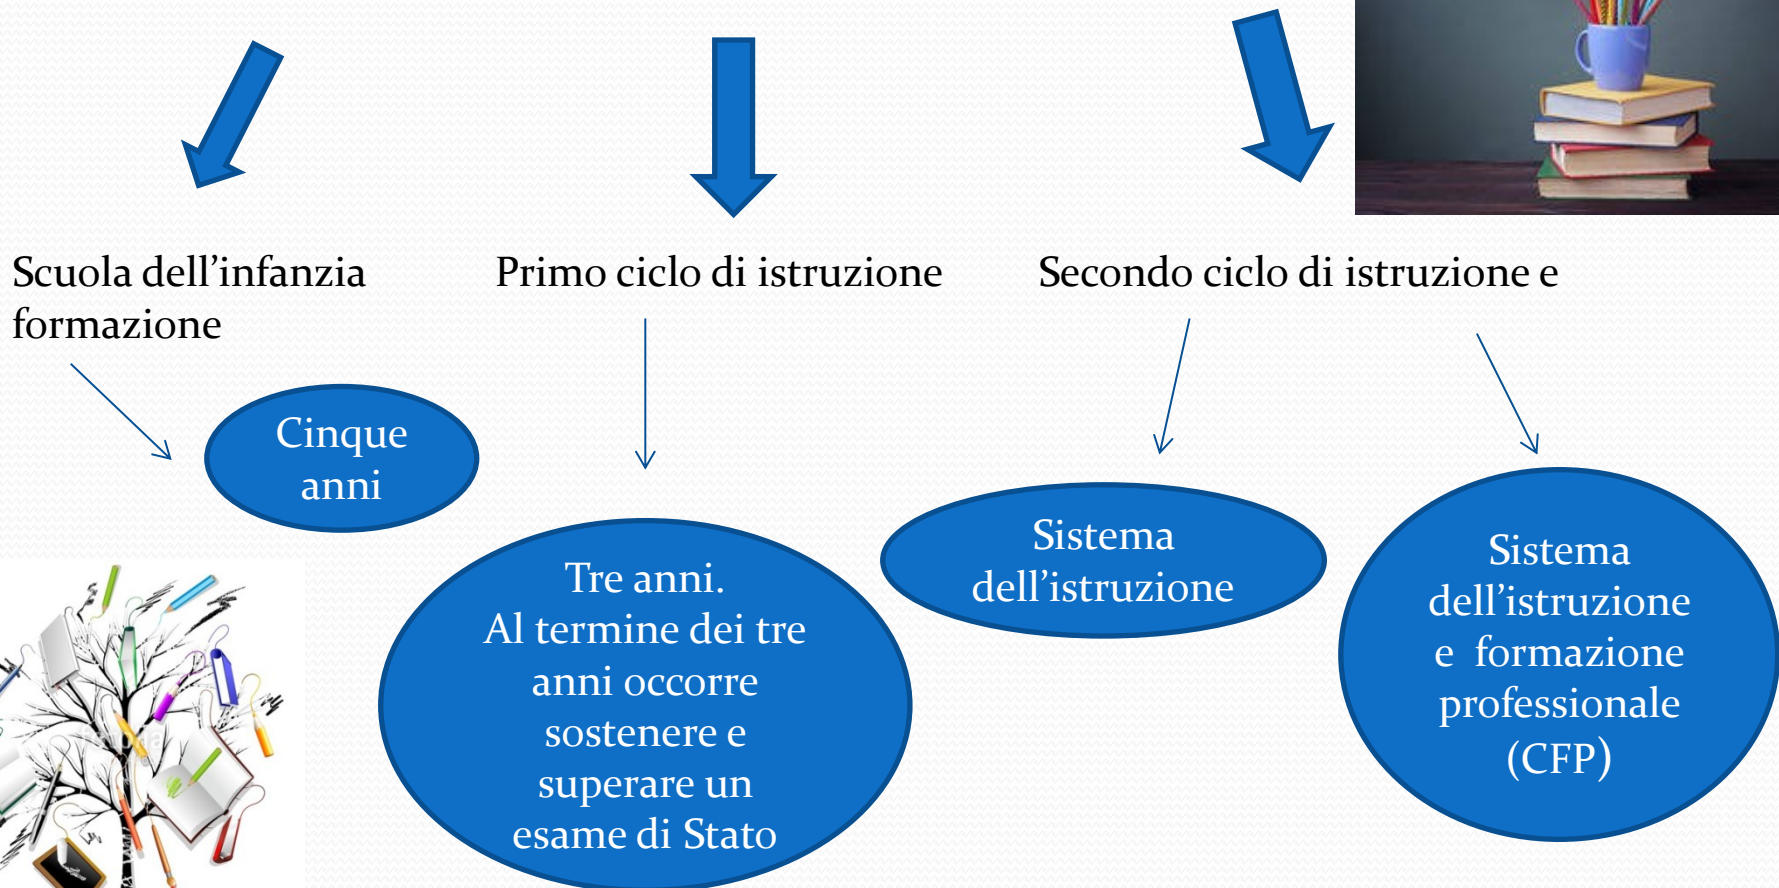 Scuola dell’infanzia Primo ciclo di istruzione Secondo ciclo di istruzione e
formazione
Cinque
anni
Tre anni.
Al termine dei tre
anni occorre
sostenere e
superare un
esame di Stato
Sistema
dell’istruzione
Sistema
dell’istruzione
e formazione
professionale
(CFP)